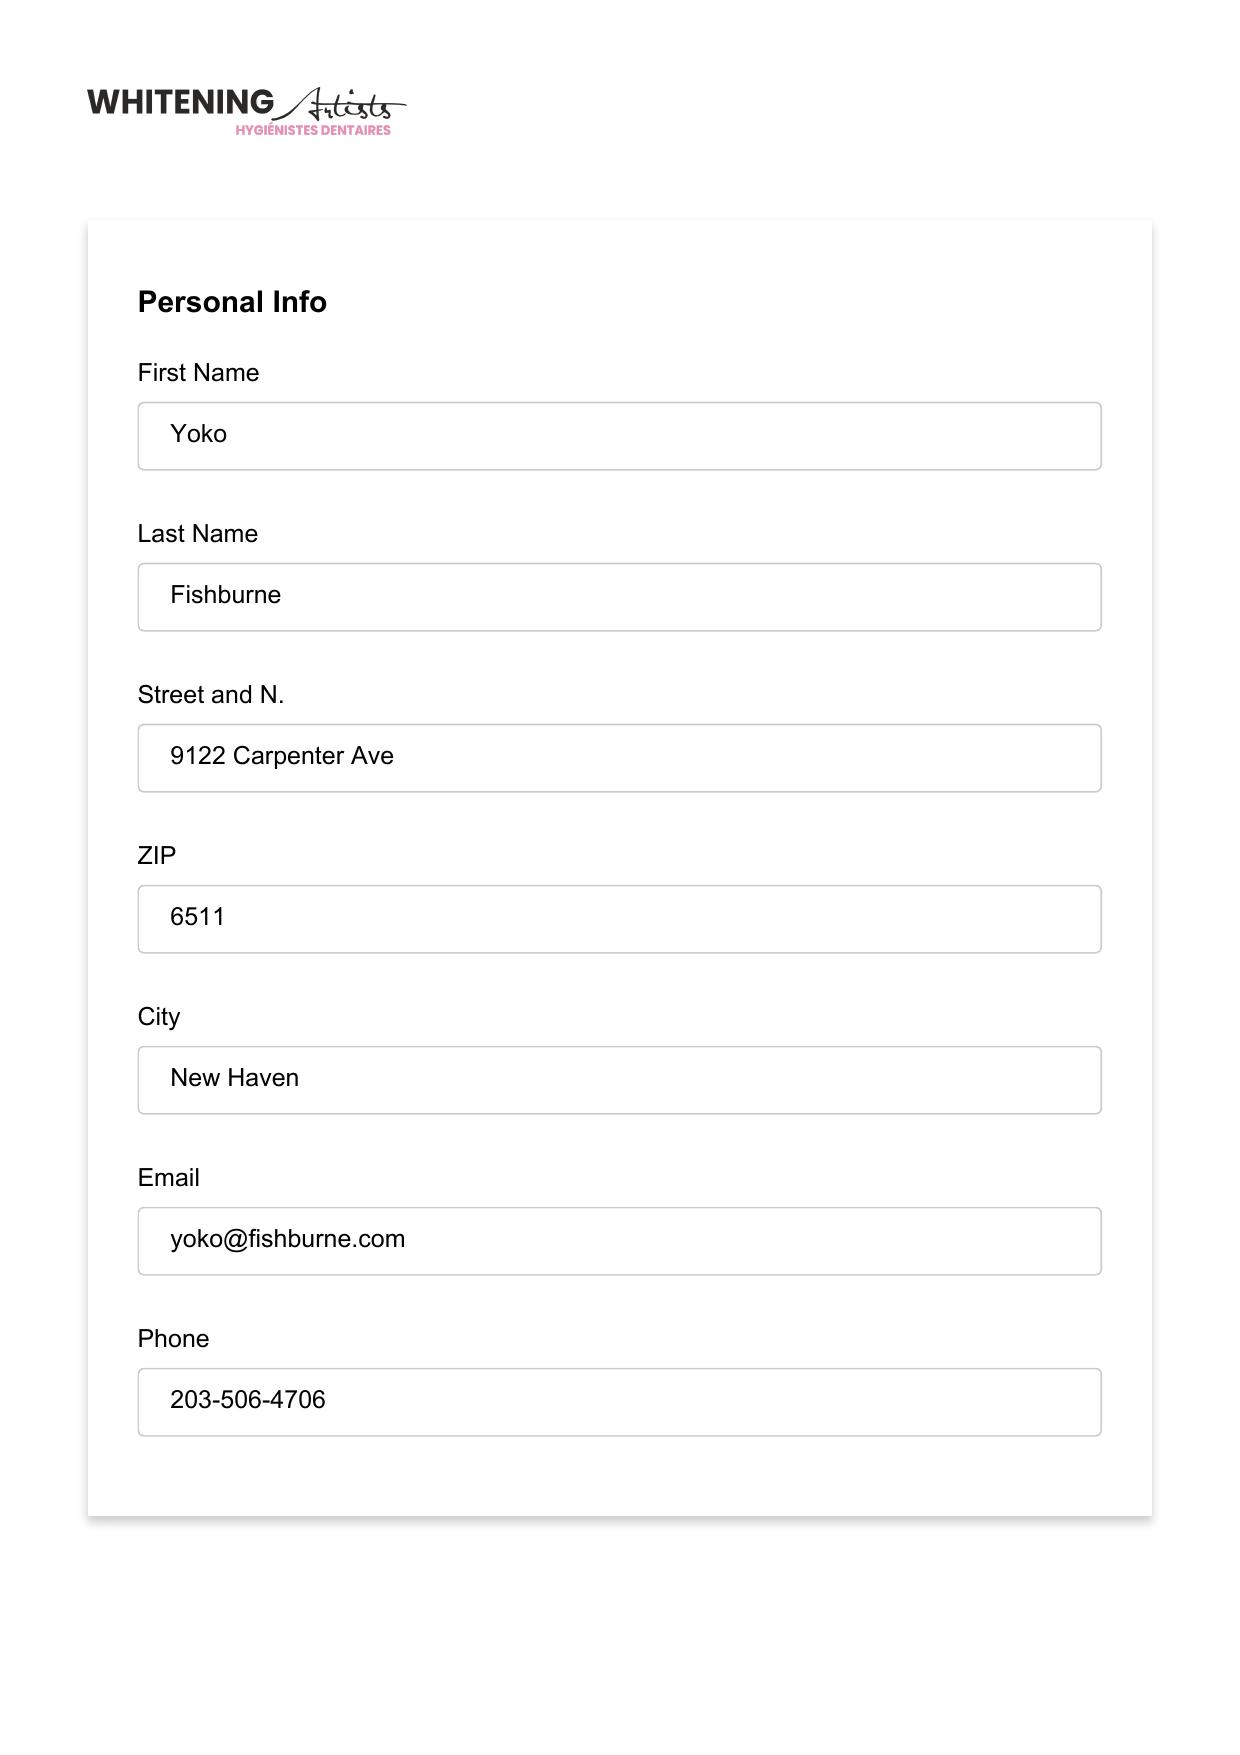 WHITENING Artists
HYGIÉNISTES DENTAIRES
Personal Info
First Name
Yoko
Last Name
Fishburne
Street and N.
9122 Carpenter Ave
ZIP
6511
City
New Haven
Email
yoko@fishburne.com
Phone
203-506-4706